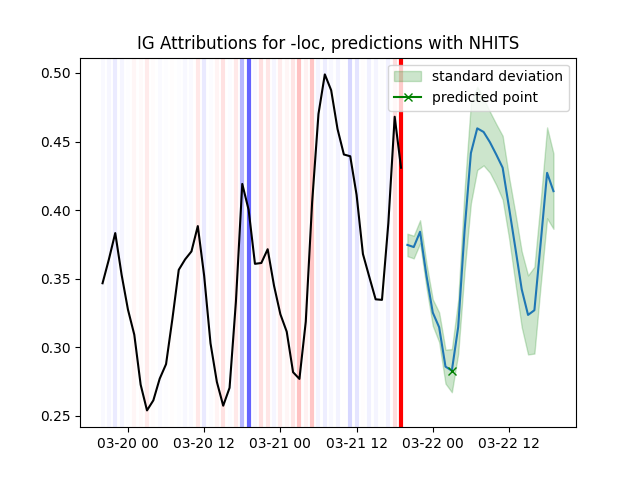 IG Attributions for -loc, predictions with NHITS
standard deviation
predicted point
0.50
0.45
0.40
0.35
0.30
0.25
03-20 00 03-20 12 03-21 00 03-21 12 03-22 00 03-22 12